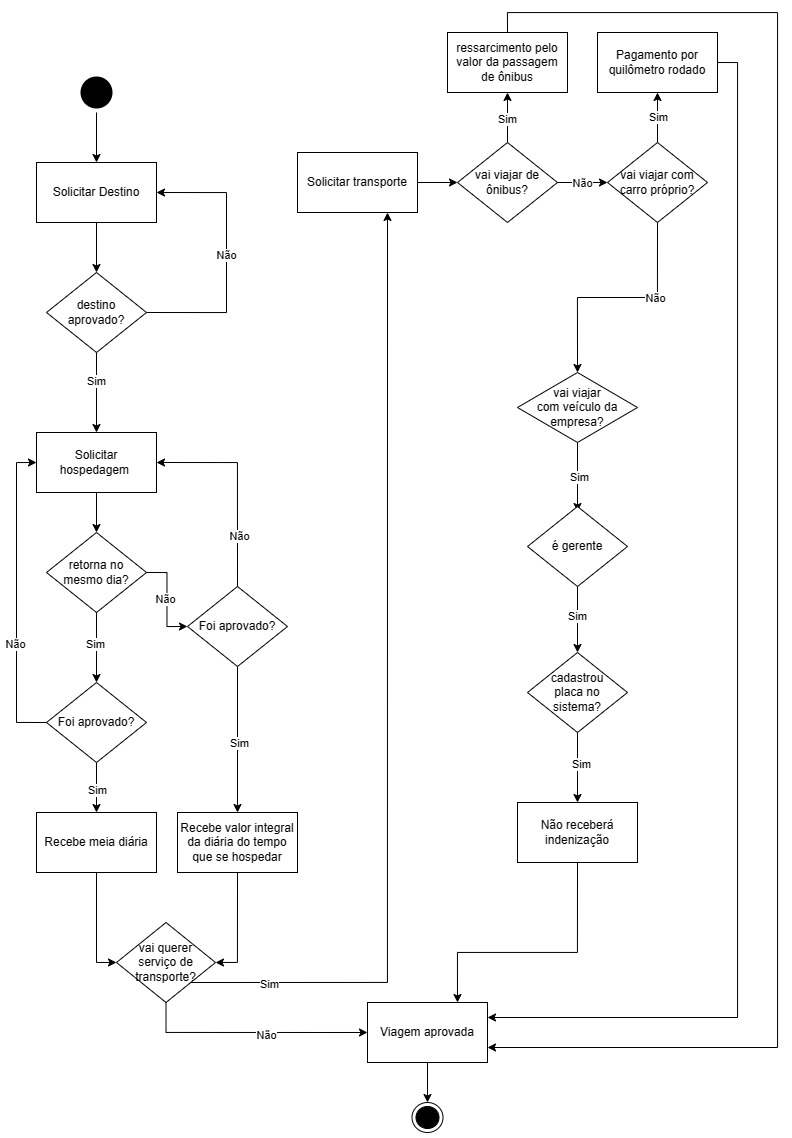 ressarcimento pelo
valor da passagem
de ônibus
Pagamento por
quilômetro rodado
Sim
Sim
Solicitar transporte
vai viajar de
ônibus?
Não
vai viajar com
carro próprio?
Solicitar Destino
Não
destino
aprovado?
Não
Sim
vai viajar
com veículo da
empresa?
Solicitar
hospedagem
Sim
Não
é gerente
retorna no
mesmo dia?
Não
Sim
Foi aprovado?
Não
Sim
cadastrou
placa no
sistema?
Foi aprovado?
Sim
Sim
Sim
Recebe meia diária
Recebe valor integral
da diária do tempo
que se hospedar
Não receberá
indenização
vai querer
serviço de
transporte?
Sim
Não
Viagem aprovada